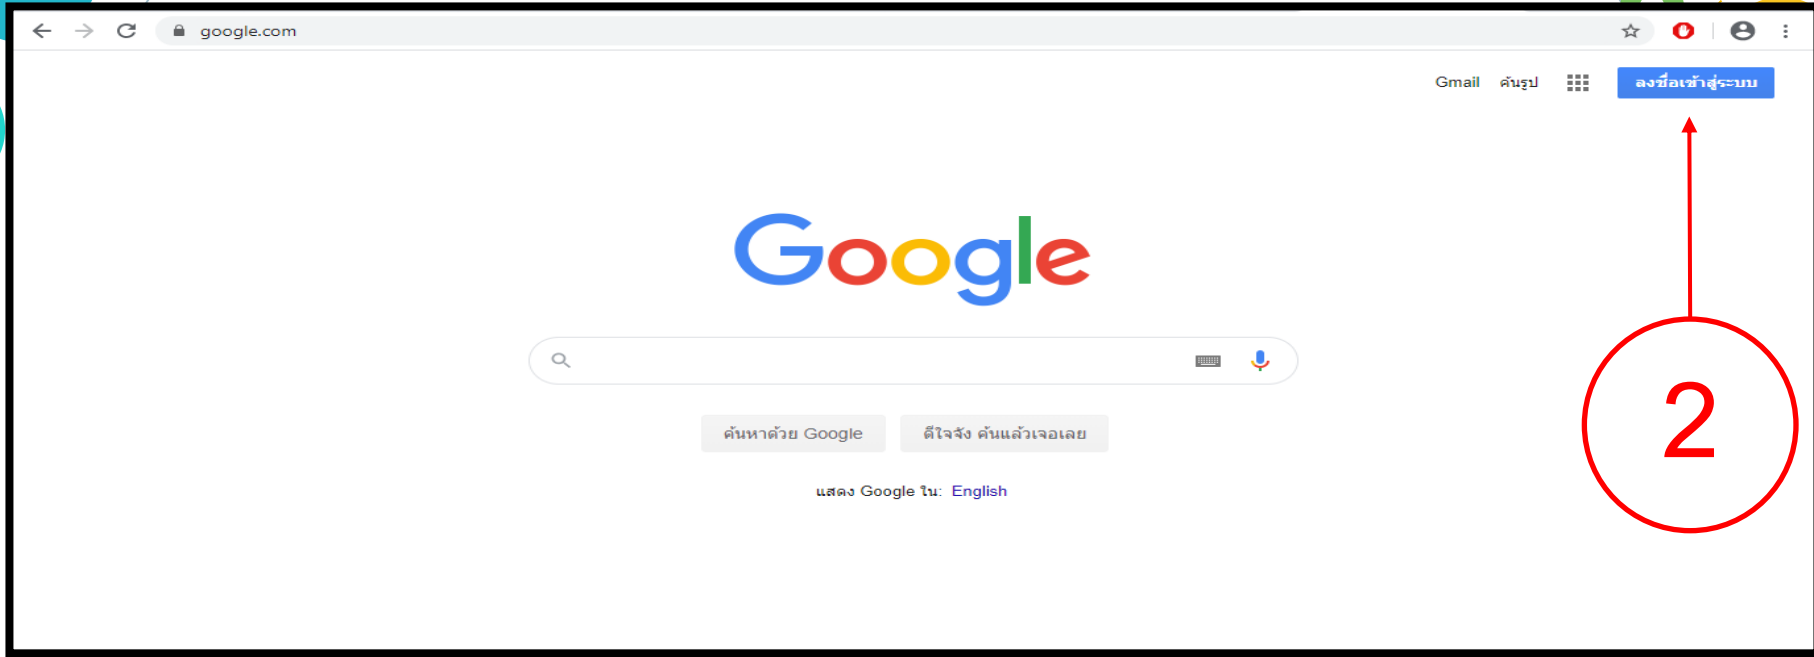 google.com
Gmail ค้นรูป ลงชื่อเข้าสู่ระบบ
Google
2
ค้นหาด้วย Google ดีใจจัง ค้นแล้วเจอเลย
แสดง Google ใน: English